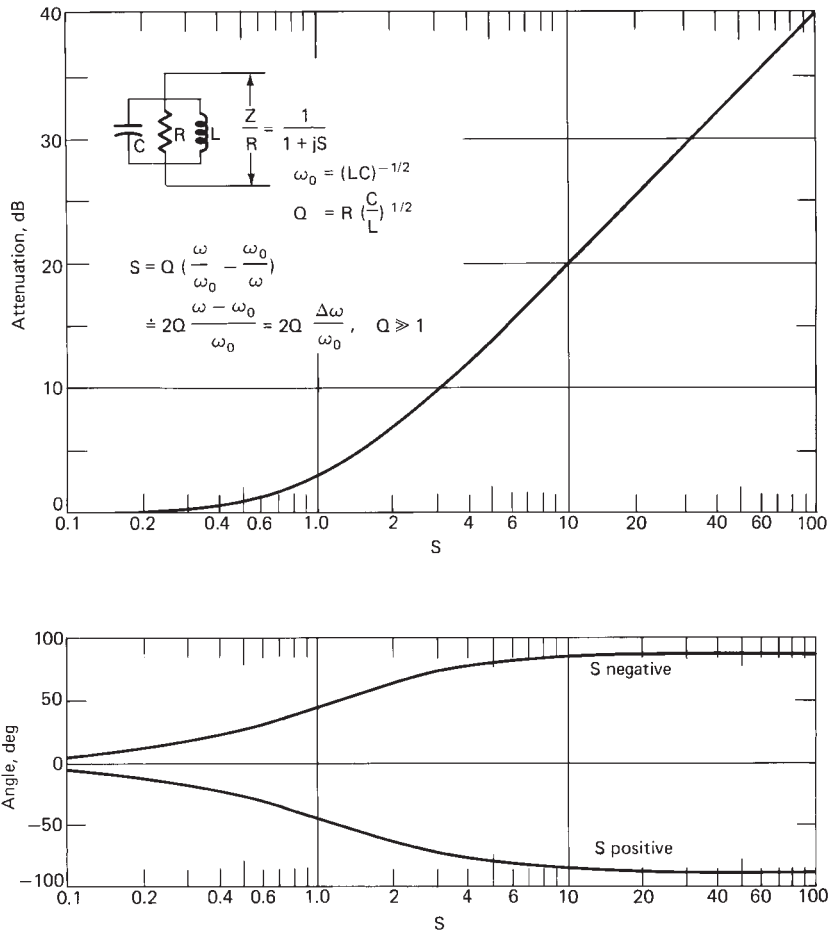 40
30
20
10
0
Attenuation, dB
C R L
Z/R = 1/(1 + jS)
ω₀ = (LC)^−1/2
Q = R (C/L)^1/2
S = Q (ω/ω₀ − ω₀/ω)
≐ 2Q (ω − ω₀)/ω₀ = 2Q Δω/ω₀ , Q ≫ 1
0.1 0.2 0.4 0.6 1.0 2 4 6 10 20 40 60 100
S
100
50
0
−50
−100
Angle, deg
S negative
S positive
0.1 0.2 0.4 0.6 1.0 2 4 6 10 20 40 60 100
S